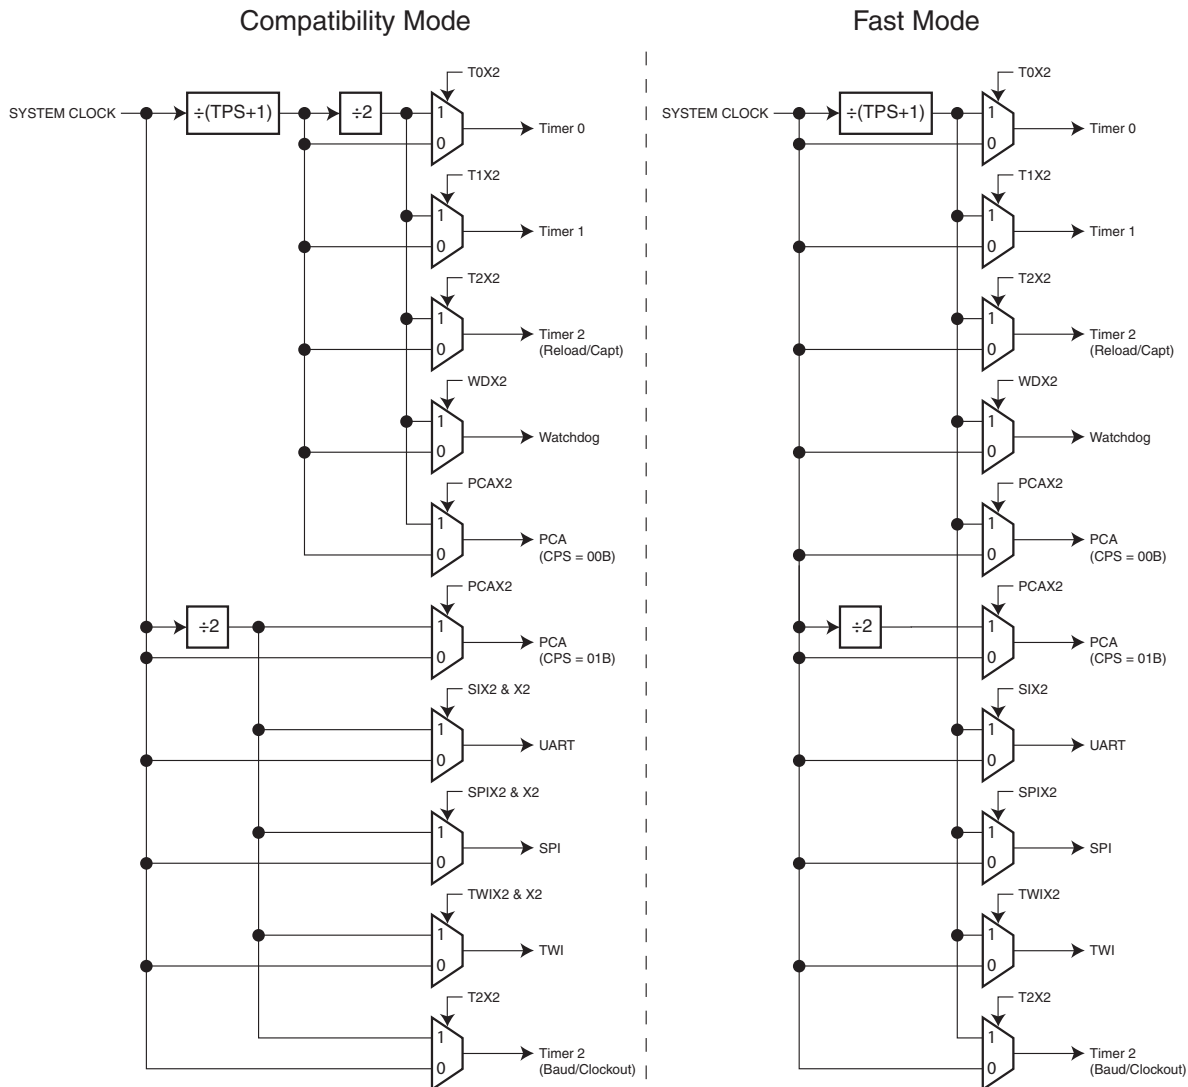 Compatibility Mode
T0X2
SYSTEM CLOCK
÷(TPS+1)
÷2
1
0
Timer 0
T1X2
1
0
Timer 1
T2X2
1
0
Timer 2
(Reload/Capt)
WDX2
1
0
Watchdog
PCAX2
1
0
PCA
(CPS = 00B)
PCAX2
÷2
1
0
PCA
(CPS = 01B)
SIX2 & X2
1
0
UART
SPIX2 & X2
1
0
SPI
TWIX2 & X2
1
0
TWI
T2X2
1
0
Timer 2
(Baud/Clockout)
Fast Mode
T0X2
SYSTEM CLOCK
÷(TPS+1)
1
0
Timer 0
T1X2
1
0
Timer 1
T2X2
1
0
Timer 2
(Reload/Capt)
WDX2
1
0
Watchdog
PCAX2
1
0
PCA
(CPS = 00B)
PCAX2
÷2
1
0
PCA
(CPS = 01B)
SIX2
1
0
UART
SPIX2
1
0
SPI
TWIX2
1
0
TWI
T2X2
1
0
Timer 2
(Baud/Clockout)